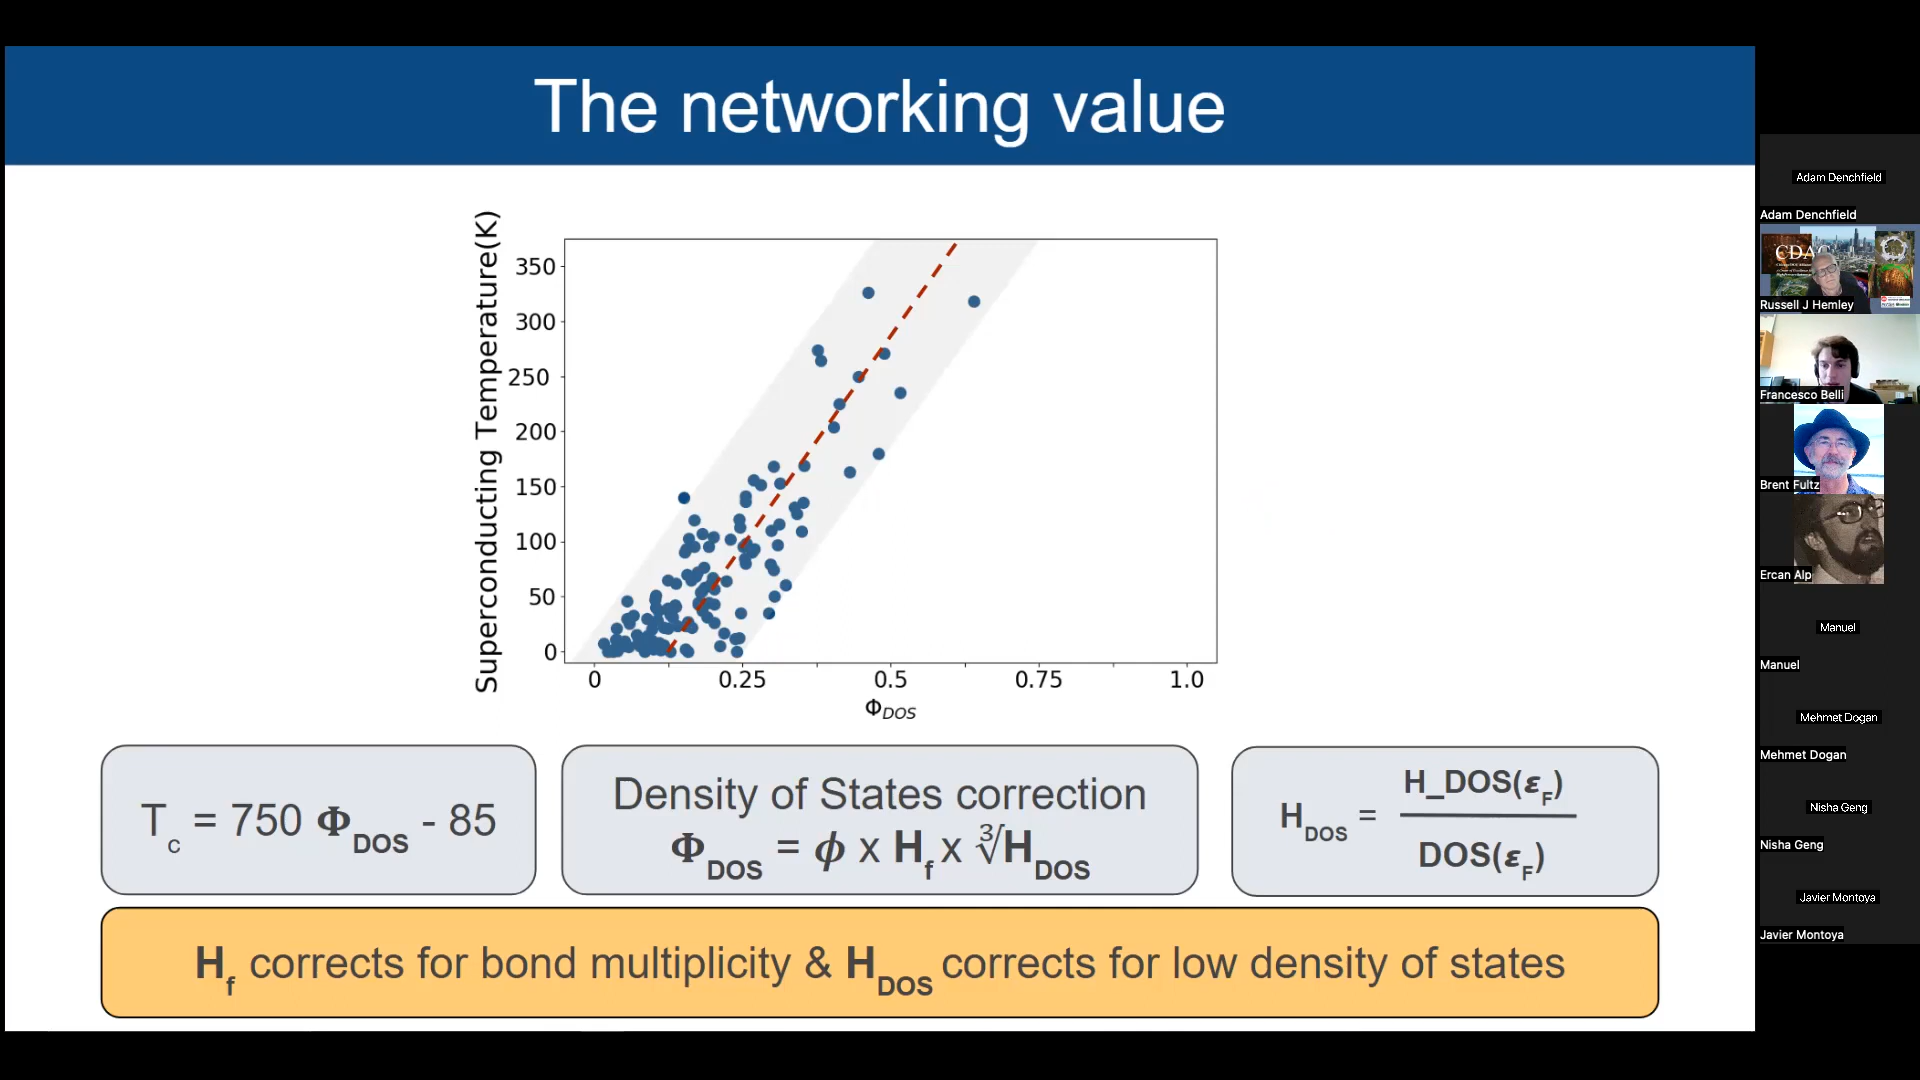 The networking value
Superconducting Temperature(K)
350
300
250
200
150
100
50
0
0 0.25 0.5 0.75 1.0
Φ_DOS
T_c = 750 Φ_DOS - 85
Density of States correction
Φ_DOS = ϕ x H_f x ∛H_DOS
H_DOS = H_DOS(ε_F) / DOS(ε_F)
H_f corrects for bond multiplicity & H_DOS corrects for low density of states
Adam Denchfield
Adam Denchfield
CDAC
Russell J Hemley
Francesco Belli
Brent Fultz
Ercan Alp
Manuel
Manuel
Mehmet Dogan
Mehmet Dogan
Nisha Geng
Nisha Geng
Javier Montoya
Javier Montoya